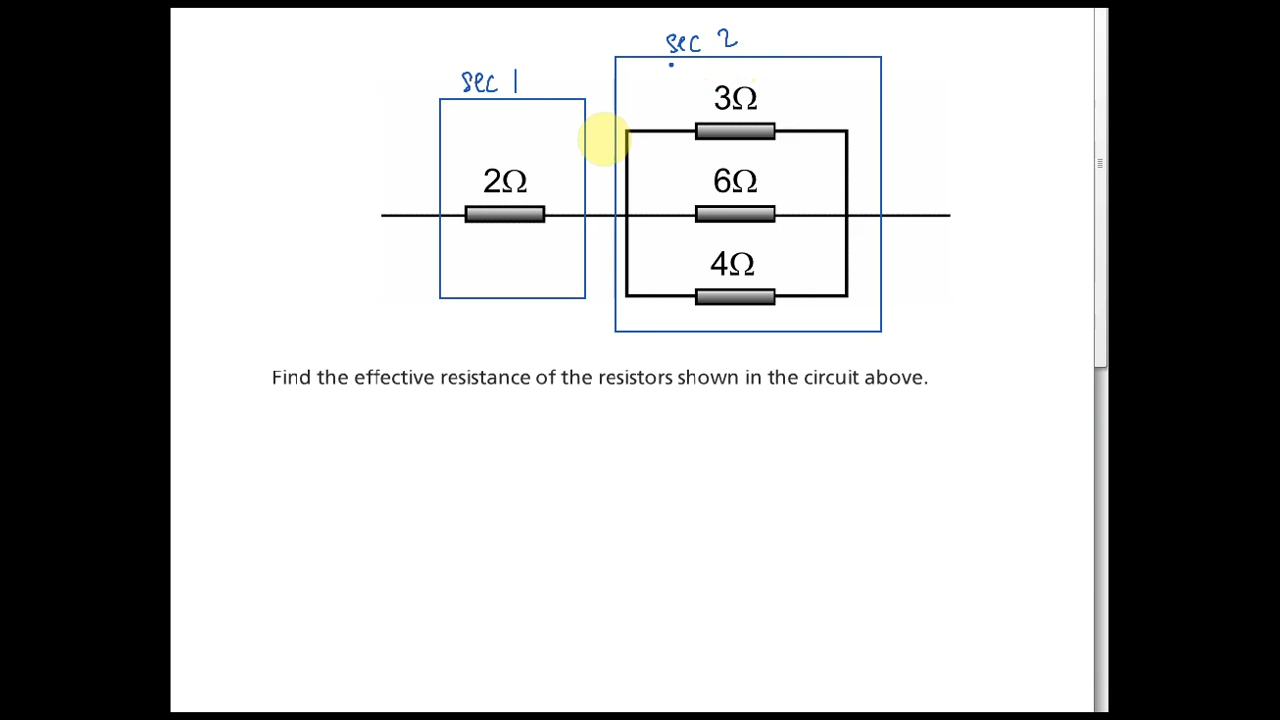 sec 2
sec 1
3Ω
2Ω
6Ω
4Ω
Find the effective resistance of the resistors shown in the circuit above.